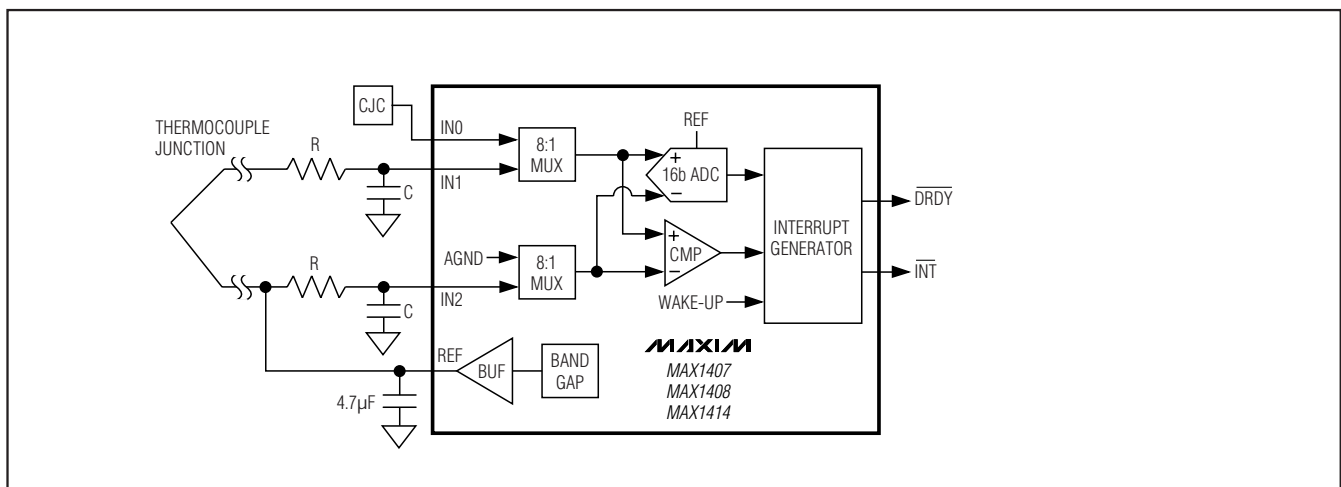 CJC
THERMOCOUPLE
JUNCTION
R
C
IN0
IN1
8:1
MUX
REF
+
16b ADC
−
INTERRUPT
GENERATOR
DRDY
INT
R
C
AGND
IN2
8:1
MUX
+
CMP
−
WAKE-UP
REF
BUF
BAND
GAP
4.7µF
MAXIM
MAX1407
MAX1408
MAX1414